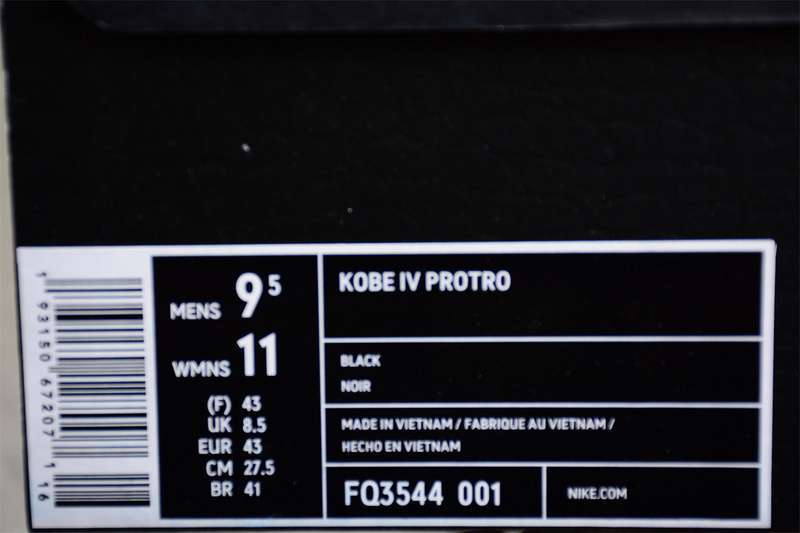 1 93150 67207 1 16
MENS 9 5
WMNS 11
(F) 43
UK 8.5
EUR 43
CM 27.5
BR 41
KOBE IV PROTRO
BLACK
NOIR
MADE IN VIETNAM / FABRIQUE AU VIETNAM /
HECHO EN VIETNAM
FQ3544 001
NIKE.COM